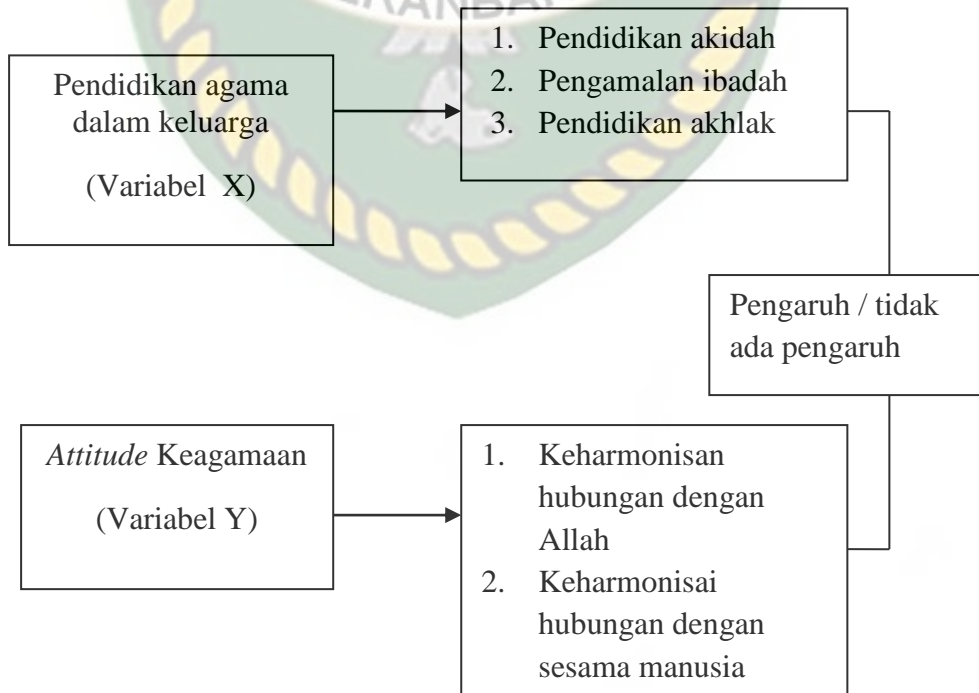 Pendidikan agama
dalam keluarga
(Variabel X)
1. Pendidikan akidah
2. Pengamalan ibadah
3. Pendidikan akhlak
Pengaruh / tidak
ada pengaruh
Attitude Keagamaan
(Variabel Y)
1. Keharmonisan
hubungan dengan
Allah
2. Keharmonisai
hubungan dengan
sesama manusia